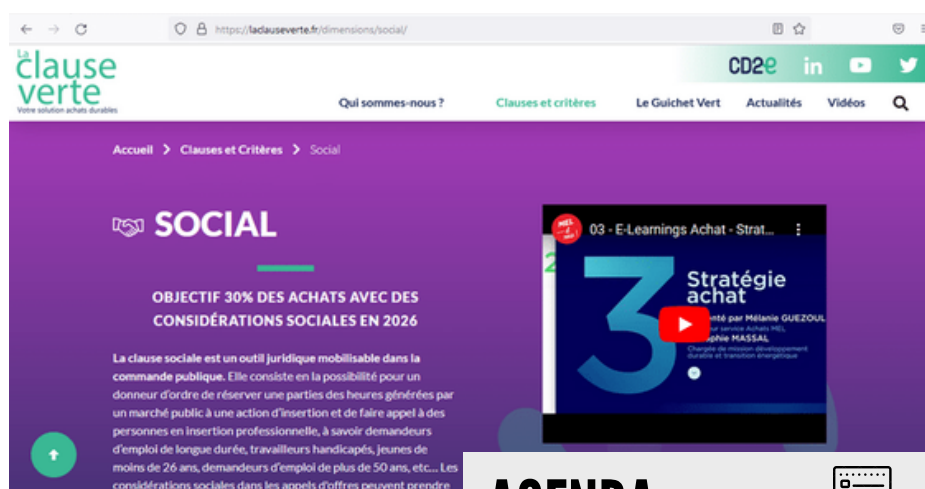 https://laclauseverte.fr/dimensions/social/
La
clause
verte
Votre solution achats durables
CD2e in
Qui sommes-nous ? Clauses et critères Le Guichet Vert Actualités Vidéos
Accueil > Clauses et Critères > Social
SOCIAL
OBJECTIF 30% DES ACHATS AVEC DES
CONSIDÉRATIONS SOCIALES EN 2026
La clause sociale est un outil juridique mobilisable dans la
commande publique. Elle consiste en la possibilité pour un
donneur d'ordre de réserver une parties des heures générées par
un marché public à une action d'insertion et de faire appel à des
personnes en insertion professionnelle, à savoir demandeurs
d'emploi de longue durée, travailleurs handicapés, jeunes de
moins de 26 ans, demandeurs d'emploi de plus de 50 ans, etc... Les
considérations sociales dans les appels d'offres peuvent prendre
MEL
03 - E-Learnings Achat - Strat...
2
3
Stratégie
achat
par Mélanie GUEZOUL
service Achats MEL
MASSAL
Chargée de mission développement
durable et transition énergétique
AGENDA